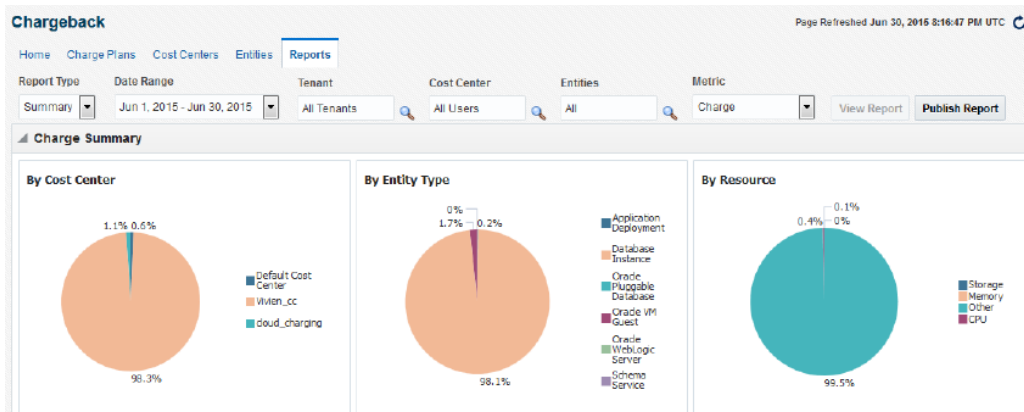 Chargeback
Page Refreshed Jun 30, 2015 8:16:47 PM UTC
Home Charge Plans Cost Centers Entities Reports
Report Type Date Range Tenant Cost Center Entities Metric
Summary Jun 1, 2015 - Jun 30, 2015 All Tenants All Users All Charge View Report Publish Report
Charge Summary
By Cost Center
1.1% 0.6%
98.3%
Default Cost
Center
Vivien_cc
cloud_charging
By Entity Type
0%
1.7% 0.2%
98.1%
Application
Deployment
Database
Instance
Oracle
Pluggable
Database
Oracle VM
Guest
Oracle
WebLogic
Server
Schema
Service
By Resource
0.1%
0.4% 0%
99.5%
Storage
Memory
Other
CPU